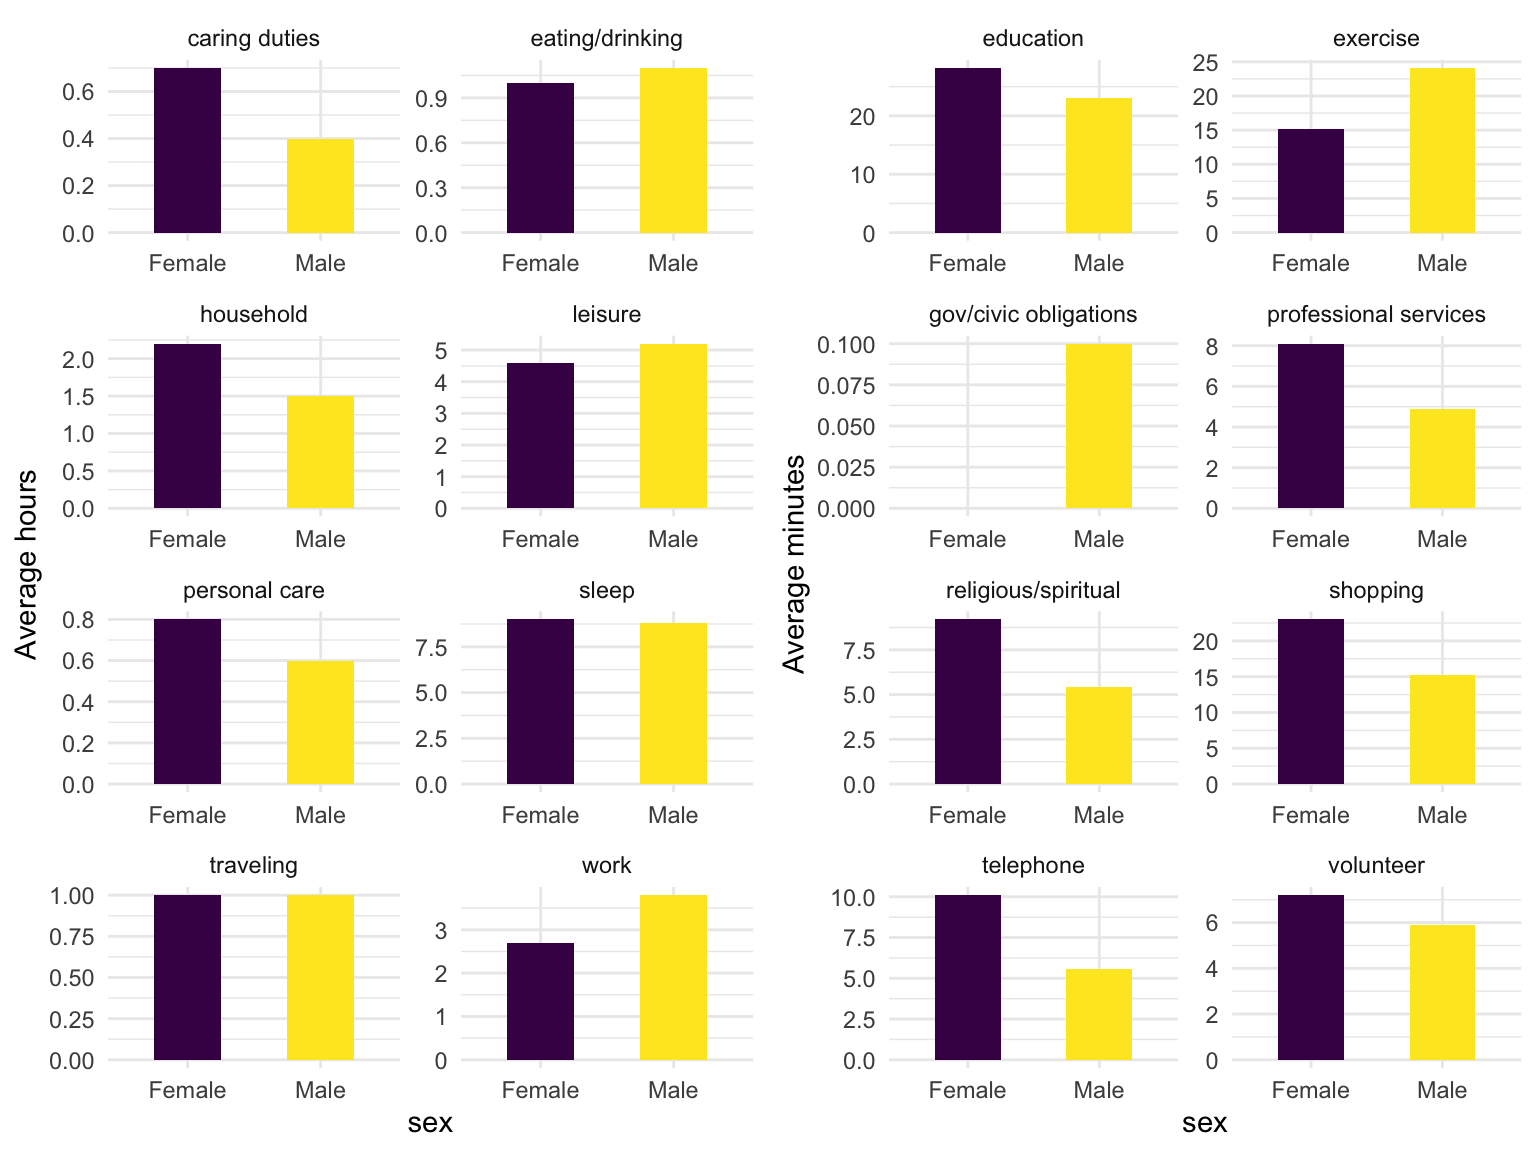 caring duties
0.6
0.4
0.2
0.0
Female Male
eating/drinking
0.9
0.6
0.3
0.0
Female Male
household
2.0
1.5
1.0
0.5
0.0
Female Male
leisure
5
4
3
2
1
0
Female Male
personal care
0.8
0.6
0.4
0.2
0.0
Female Male
sleep
7.5
5.0
2.5
0.0
Female Male
traveling
1.00
0.75
0.50
0.25
0.00
Female Male
work
3
2
1
0
Female Male
Average hours
sex
education
20
10
0
Female Male
exercise
25
20
15
10
5
0
Female Male
gov/civic obligations
0.100
0.075
0.050
0.025
0.000
Female Male
professional services
8
6
4
2
0
Female Male
religious/spiritual
7.5
5.0
2.5
0.0
Female Male
shopping
20
15
10
5
0
Female Male
telephone
10.0
7.5
5.0
2.5
0.0
Female Male
volunteer
6
4
2
0
Female Male
Average minutes
sex